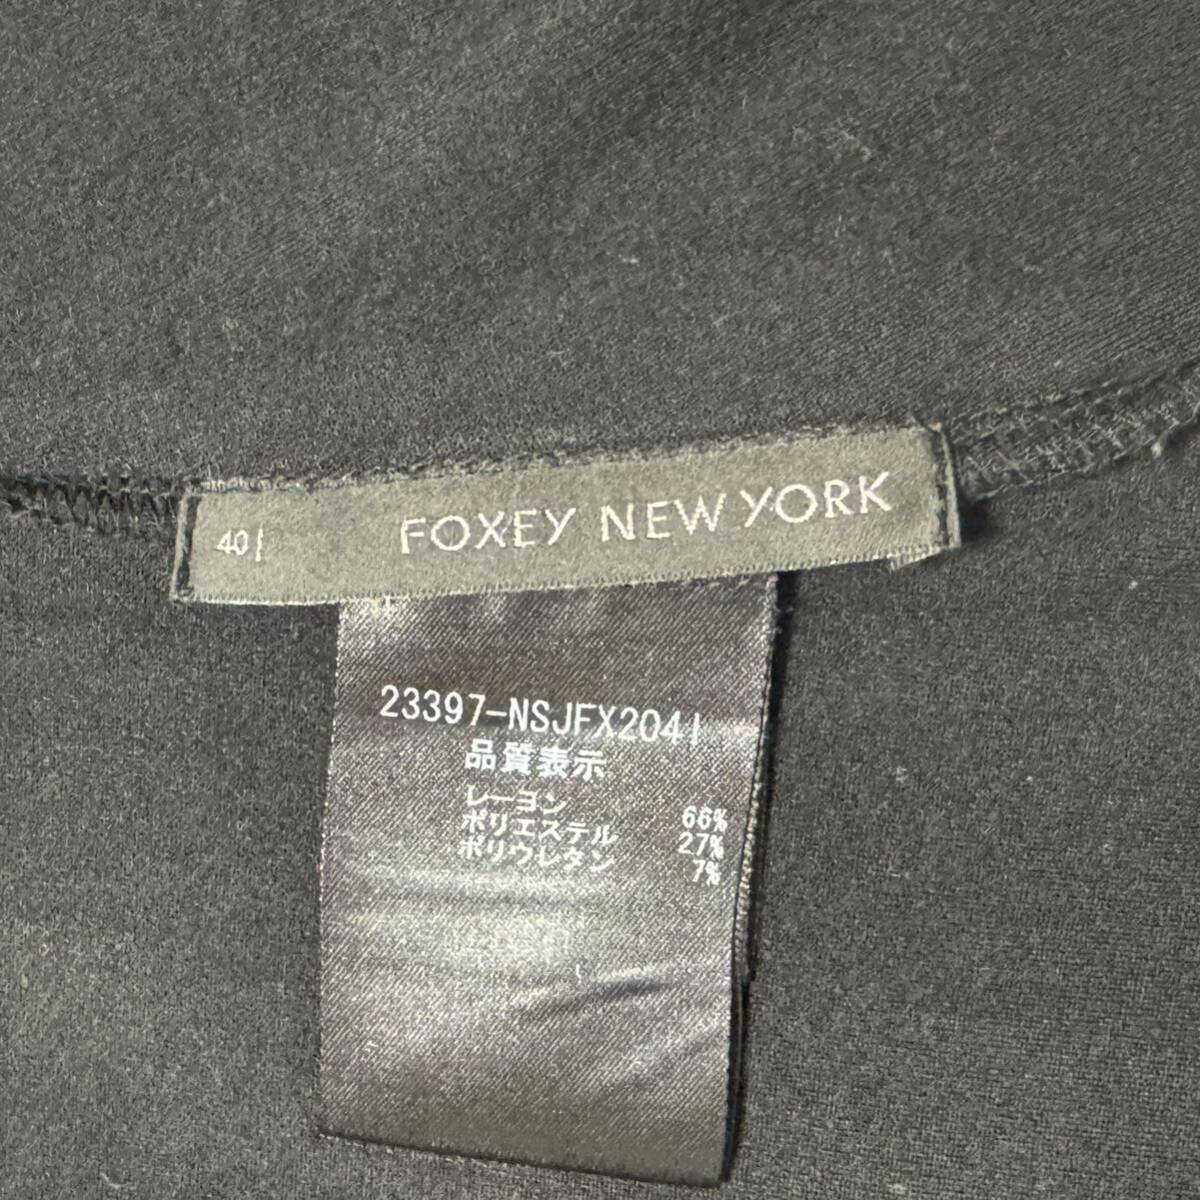 40 |
FOXEY NEW YORK
23397-NSJFX204 |
品質表示
レーヨン 66%
ポリエステル 27%
ポリウレタン 7%